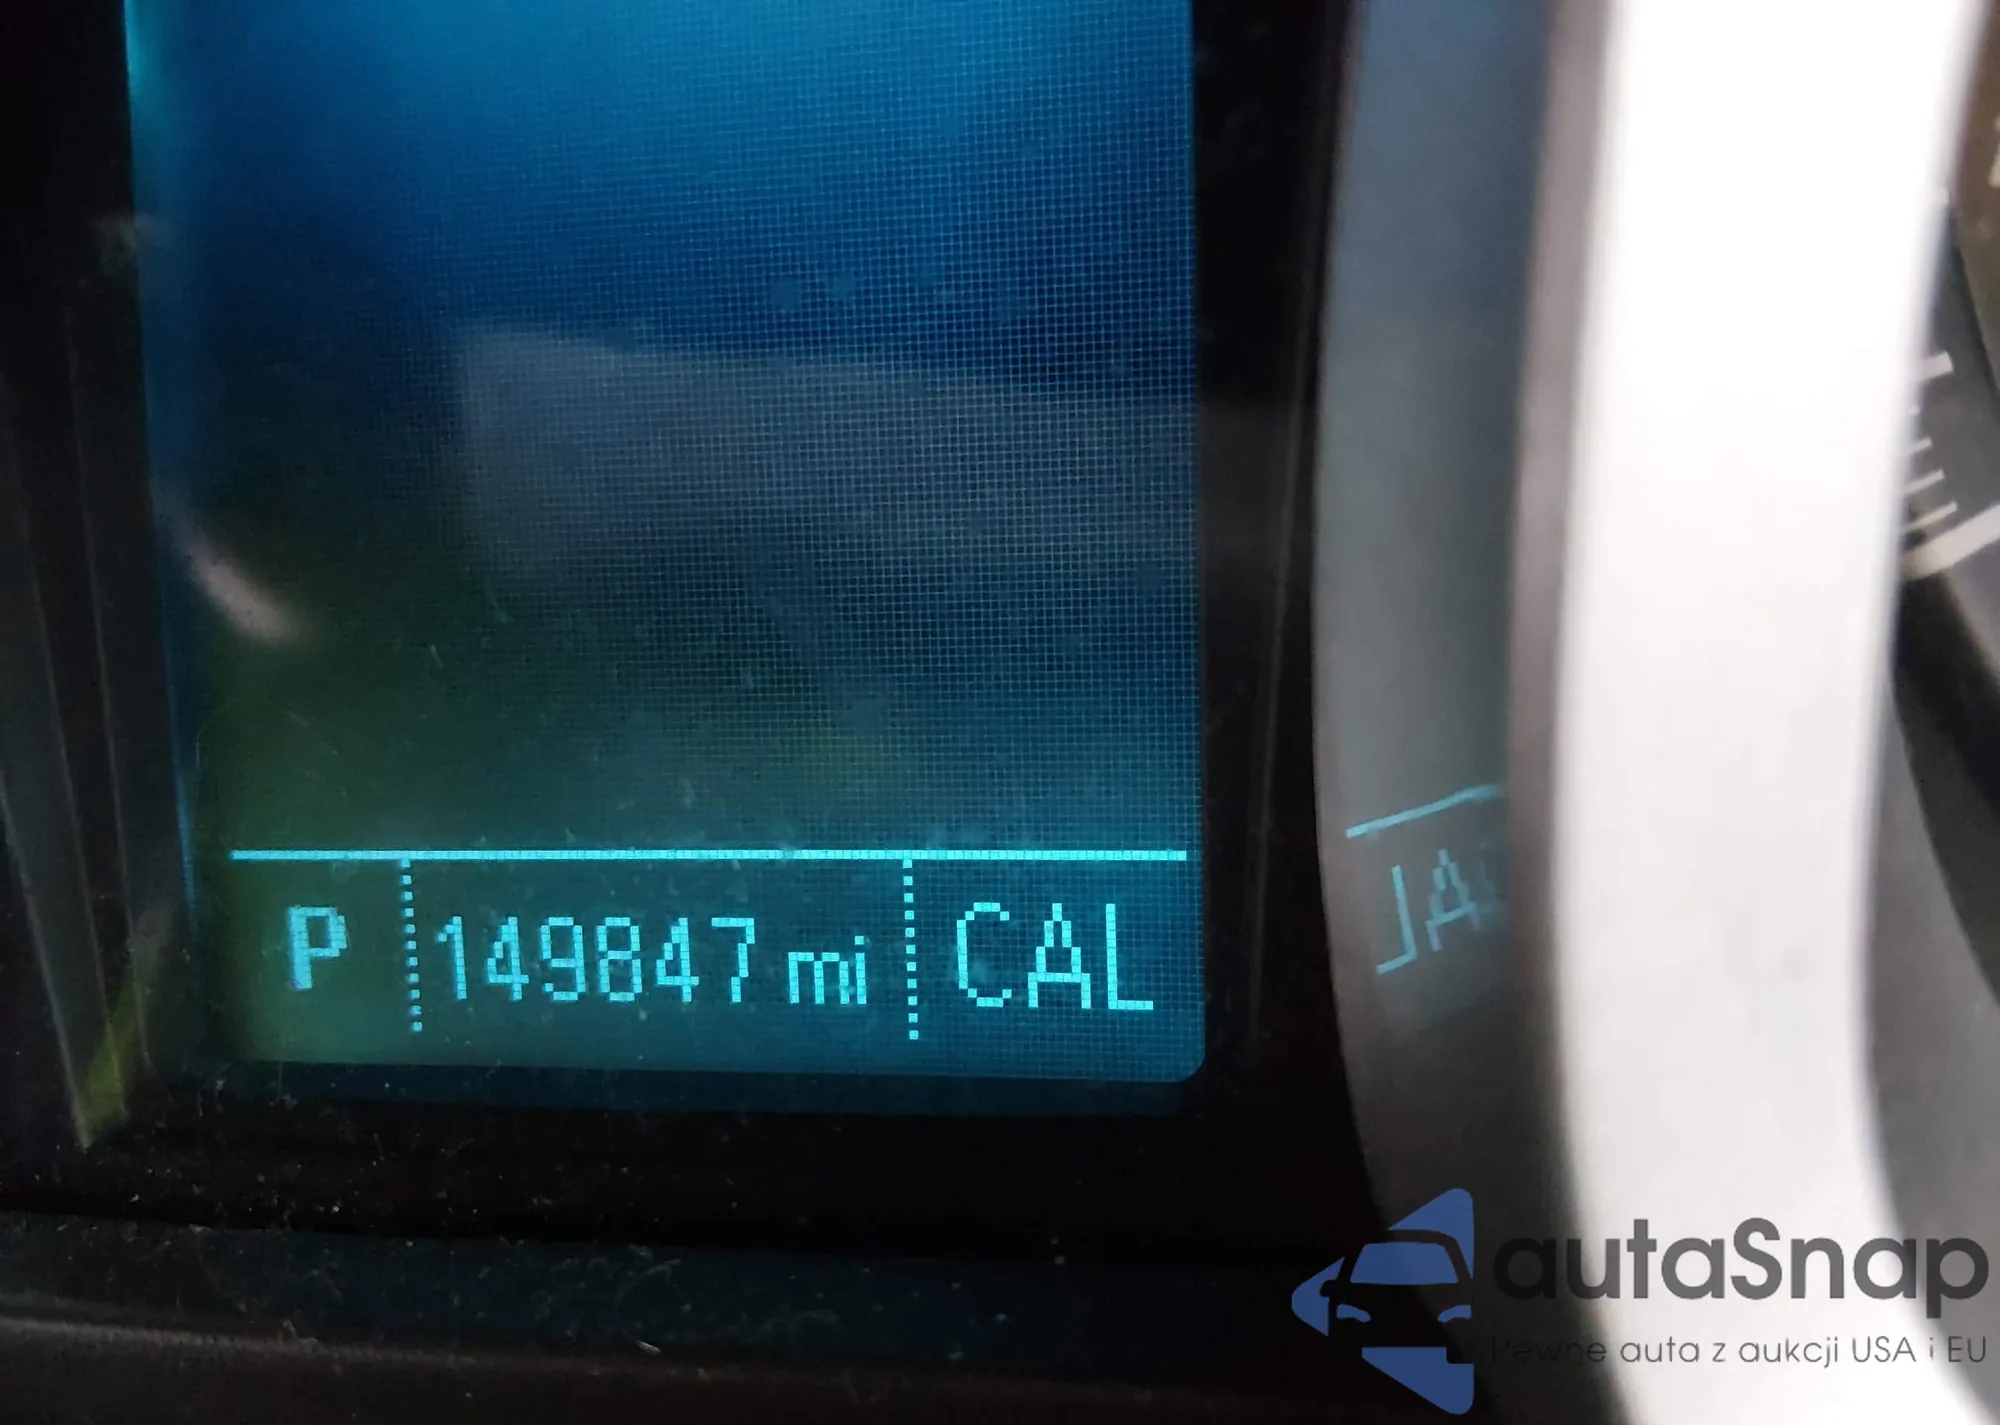 P 149847 mi CAL
autaSnap
Pewne auta z aukcji USA i EU